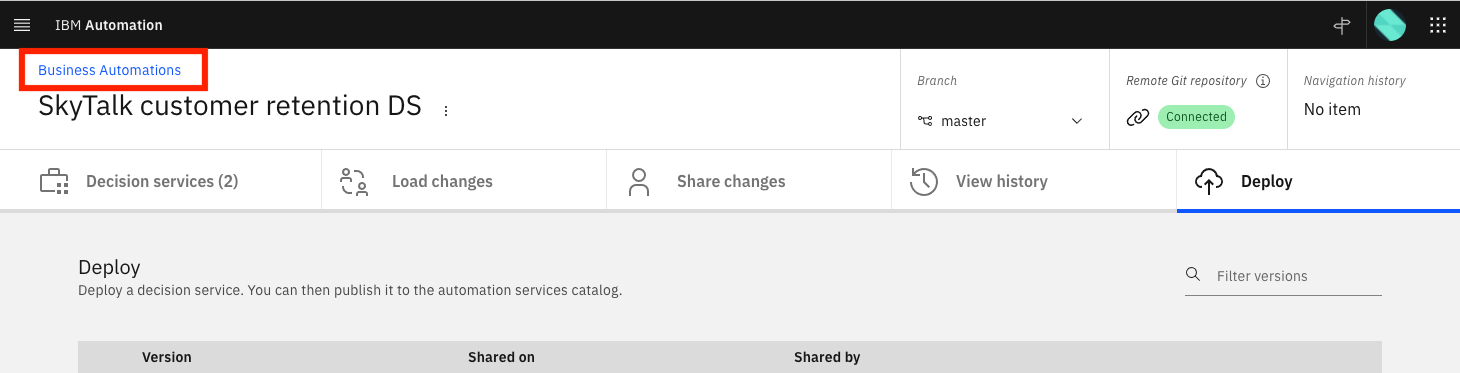 IBM Automation
Business Automations
SkyTalk customer retention DS
Branch
master
Remote Git repository
Connected
Navigation history
No item
Decision services (2)
Load changes
Share changes
View history
Deploy
Deploy
Deploy a decision service. You can then publish it to the automation services catalog.
Filter versions
Version Shared on Shared by